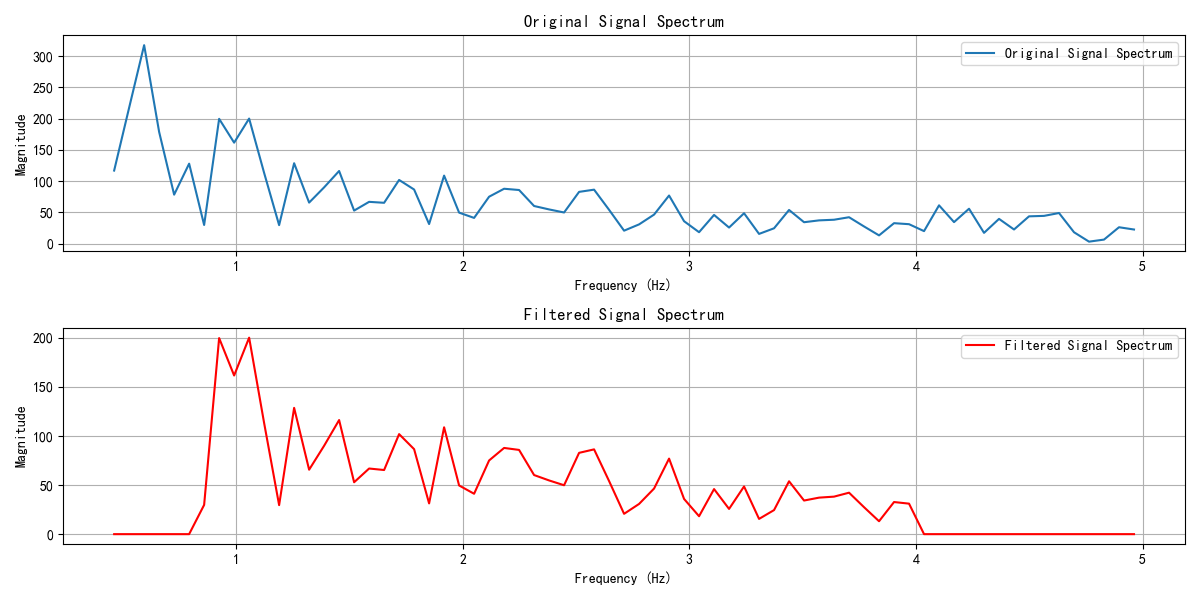 Original Signal Spectrum
Original Signal Spectrum
Magnitude
300
250
200
150
100
50
0
1 2 3 4 5
Frequency (Hz)
Filtered Signal Spectrum
Filtered Signal Spectrum
Magnitude
200
150
100
50
0
1 2 3 4 5
Frequency (Hz)